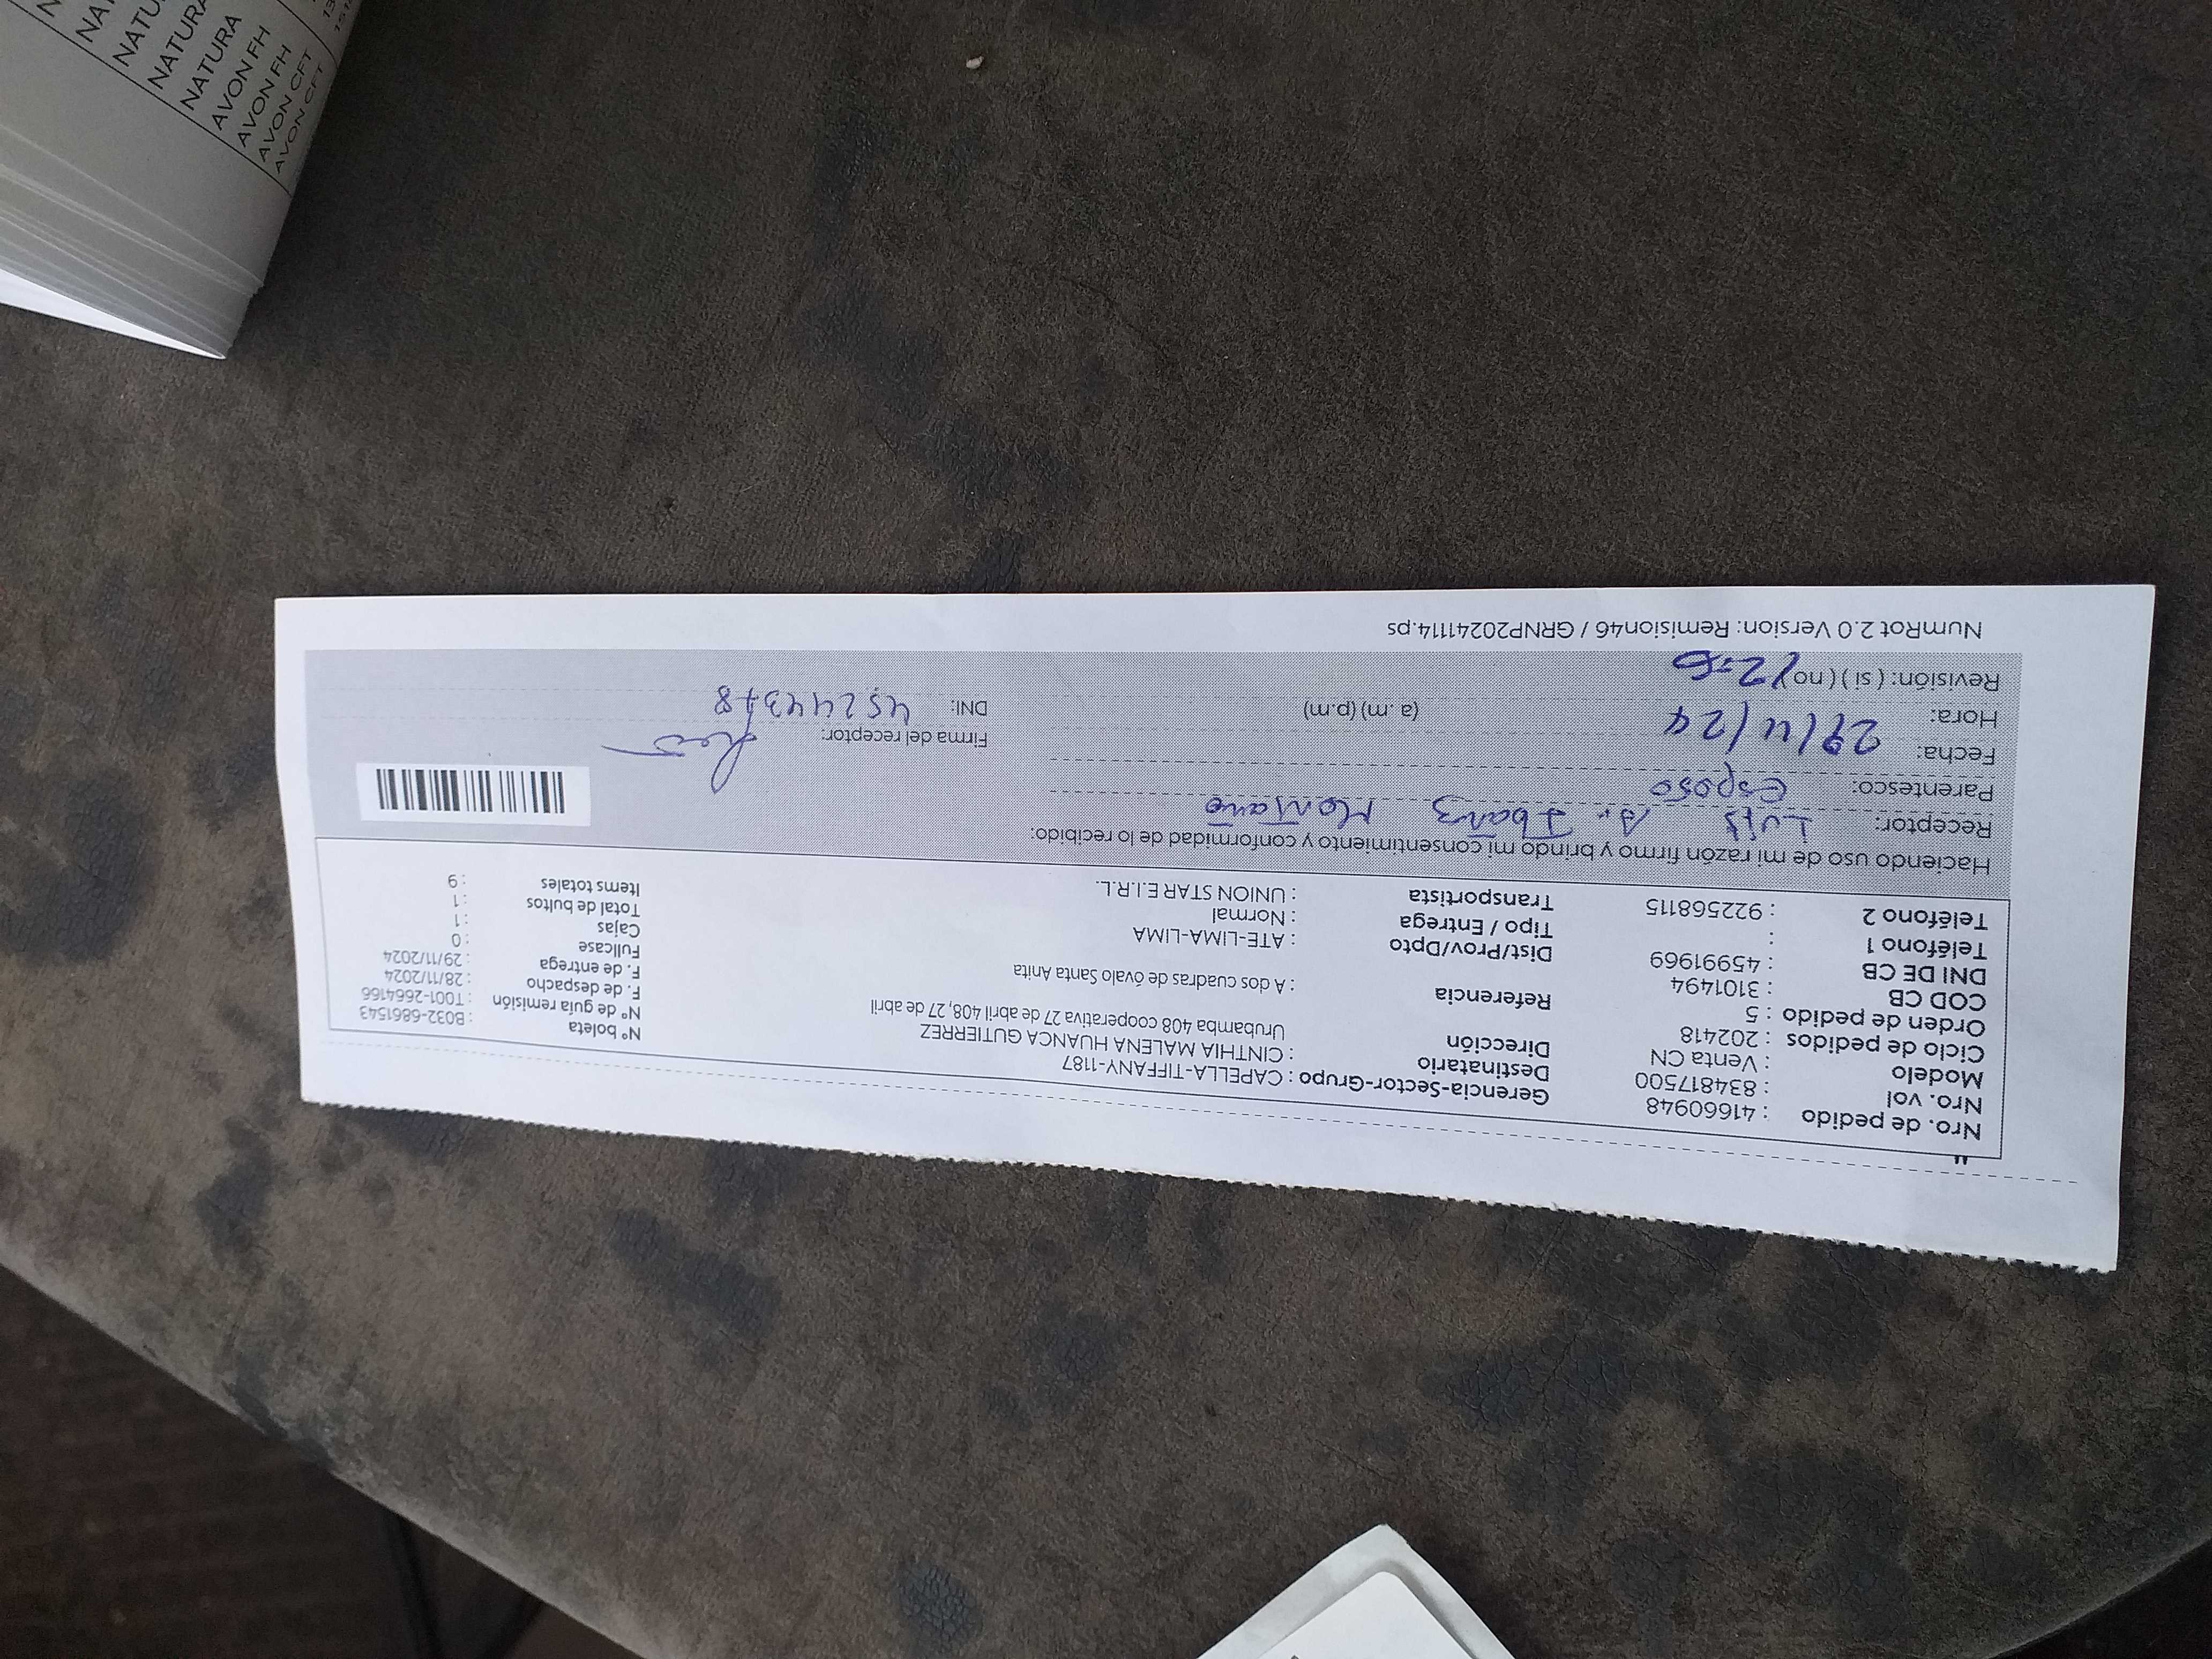 Nro. de pedido : 41660948
Nro. vol : 834817500
Modelo : Venta CN
Ciclo de pedidos : 202418
Orden de pedido : 5
COD CB : 3101494
DNI DE CB : 45991969
Teléfono 1 :
Teléfono 2 : 922568115
Gerencia-Sector-Grupo : CAPELLA-TIFFANY-1187
Destinatario : CINTHIA MALENA HUANCA GUTIERREZ
Dirección Urubamba 408 cooperativa 27 de abril 408, 27 de abril
Referencia : A dos cuadras de óvalo Santa Anita
Dist/Prov/Dpto : ATE-LIMA-LIMA
Tipo / Entrega : Normal
Transportista : UNION STAR E.I.R.L.
N° boleta : B032-6861543
N° de guía remisión : T001-2664166
F. de despacho : 28/11/2024
F. de entrega : 29/11/2024
Fullcase : 0
Cajas : 1
Total de bultos : 1
Items totales : 9
Haciendo uso de mi razón firmo y brindo mi consentimiento y conformidad de lo recibido:
Receptor: Luis A. Ibañez Montaño
Parentesco: Esposo
Fecha: 29/11/24
Hora: (a.m) (p.m)
Revisión: ( si ) ( no )
Firma del receptor:
DNI:
NumRot 2.0 Version: Remision46 / GRNP20241114.ps
NATURA
NATURA
AVON FH
AVON FH
AVON CFT
AVON CFT